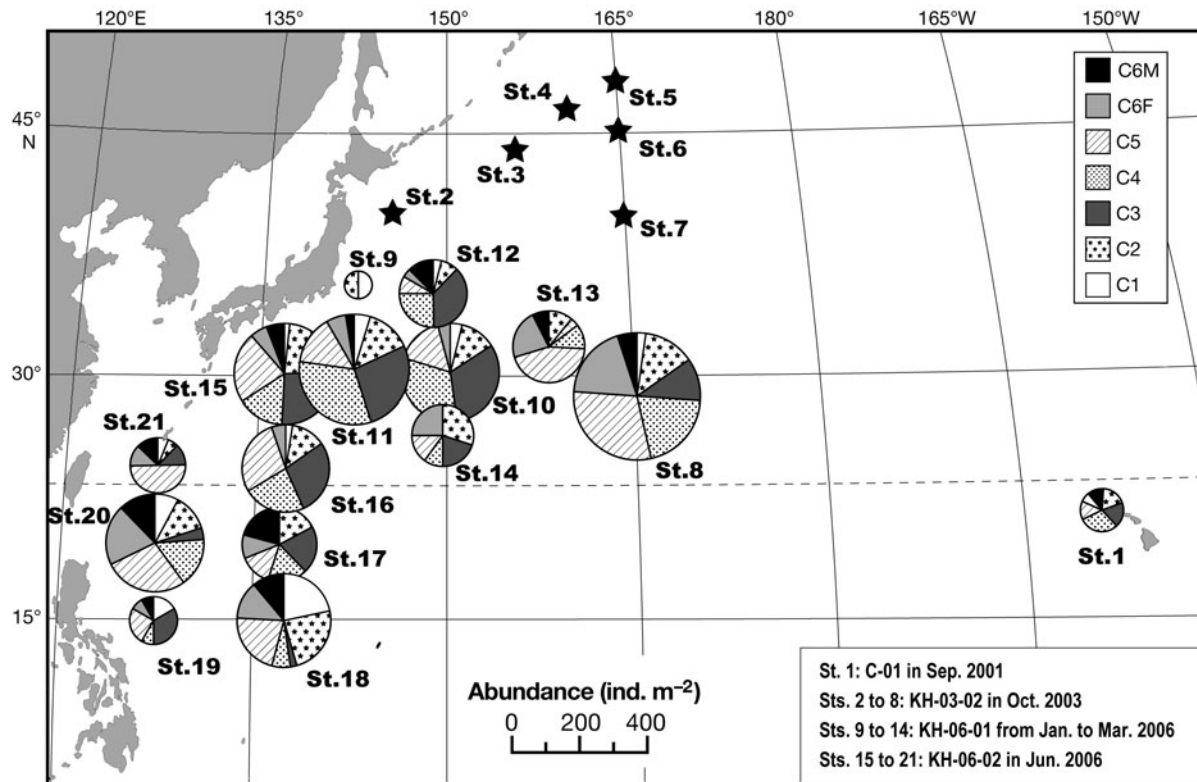 120°E 135° 150° 165° 180° 165°W 150°W
45°
N
30°
15°
C6M
C6F
C5
C4
C3
C2
C1
St.5
St.4
St.6
St.3
St.2
St.7
St.12
St.9
St.13
St.15
St.10
St.11
St.8
St.21
St.14
St.16
St.20
St.17
St.1
St.19
St.18
Abundance (ind. m⁻²)
0 200 400
St. 1: C-01 in Sep. 2001
Sts. 2 to 8: KH-03-02 in Oct. 2003
Sts. 9 to 14: KH-06-01 from Jan. to Mar. 2006
Sts. 15 to 21: KH-06-02 in Jun. 2006